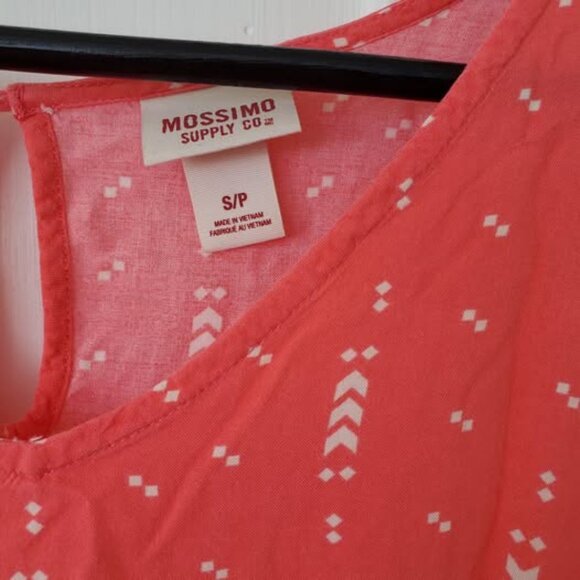 MOSSIMO
SUPPLY CO
S/P
MADE IN VIETNAM
FABRIQUÉ AU VIETNAM